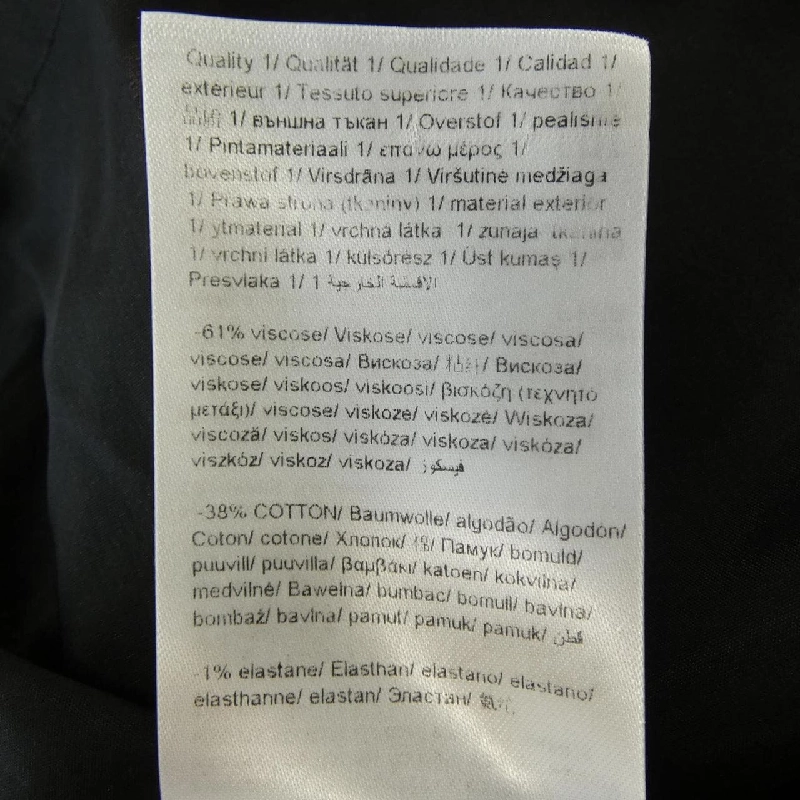 Quality 1/ Qualität 1/ Qualidade 1/ Calidad 1/
extérieur 1/ Tessuto superiore 1/ Качество 1/
1/ външна тъкан 1/ Overstof 1/ pealisriie
1/ Pintamateriaali 1/ επάνω μέρος 1/
bovenstof 1/ Virsdrāna 1/ Viršutinė medžiaga
1/ Prawa strona (tkaniny) 1/ material exterior
1/ ytmaterial 1/ vrchná látka 1/ zunaja tkanina
1/ vrchní látka 1/ külsőrész 1/ Üst kumaş 1/
Presvlaka 1/ 1 الاقمشة الخارجية
-61% viscose/ Viskose/ viscose/ viscosa/
viscose/ viscosa/ Вискоза/ 粘纤/ Вискоза/
viskose/ viskoos/ viskoosi/ βισκόζη (τεχνητό
μετάξι)/ viscose/ viskoze/ viskozė/ Wiskoza/
viscoză/ viskos/ viskóza/ viskoza/ viskóza/
viszkóz/ viskoz/ viskoza/ فيسكوز
-38% COTTON/ Baumwolle/ algodão/ Algodón/
Coton/ cotone/ Хлопок/ 棉/ Памук/ bomuld/
puuvill/ puuvilla/ βαμβάκι/ katoen/ kokvilna/
medvilnė/ Bawełna/ bumbac/ bomull/ bavlna/
bombaž/ bavlna/ pamut/ pamuk/ pamuk/ قطن
-1% elastane/ Elasthan/ elastano/ elastano/
elasthanne/ elastan/ Эластан/